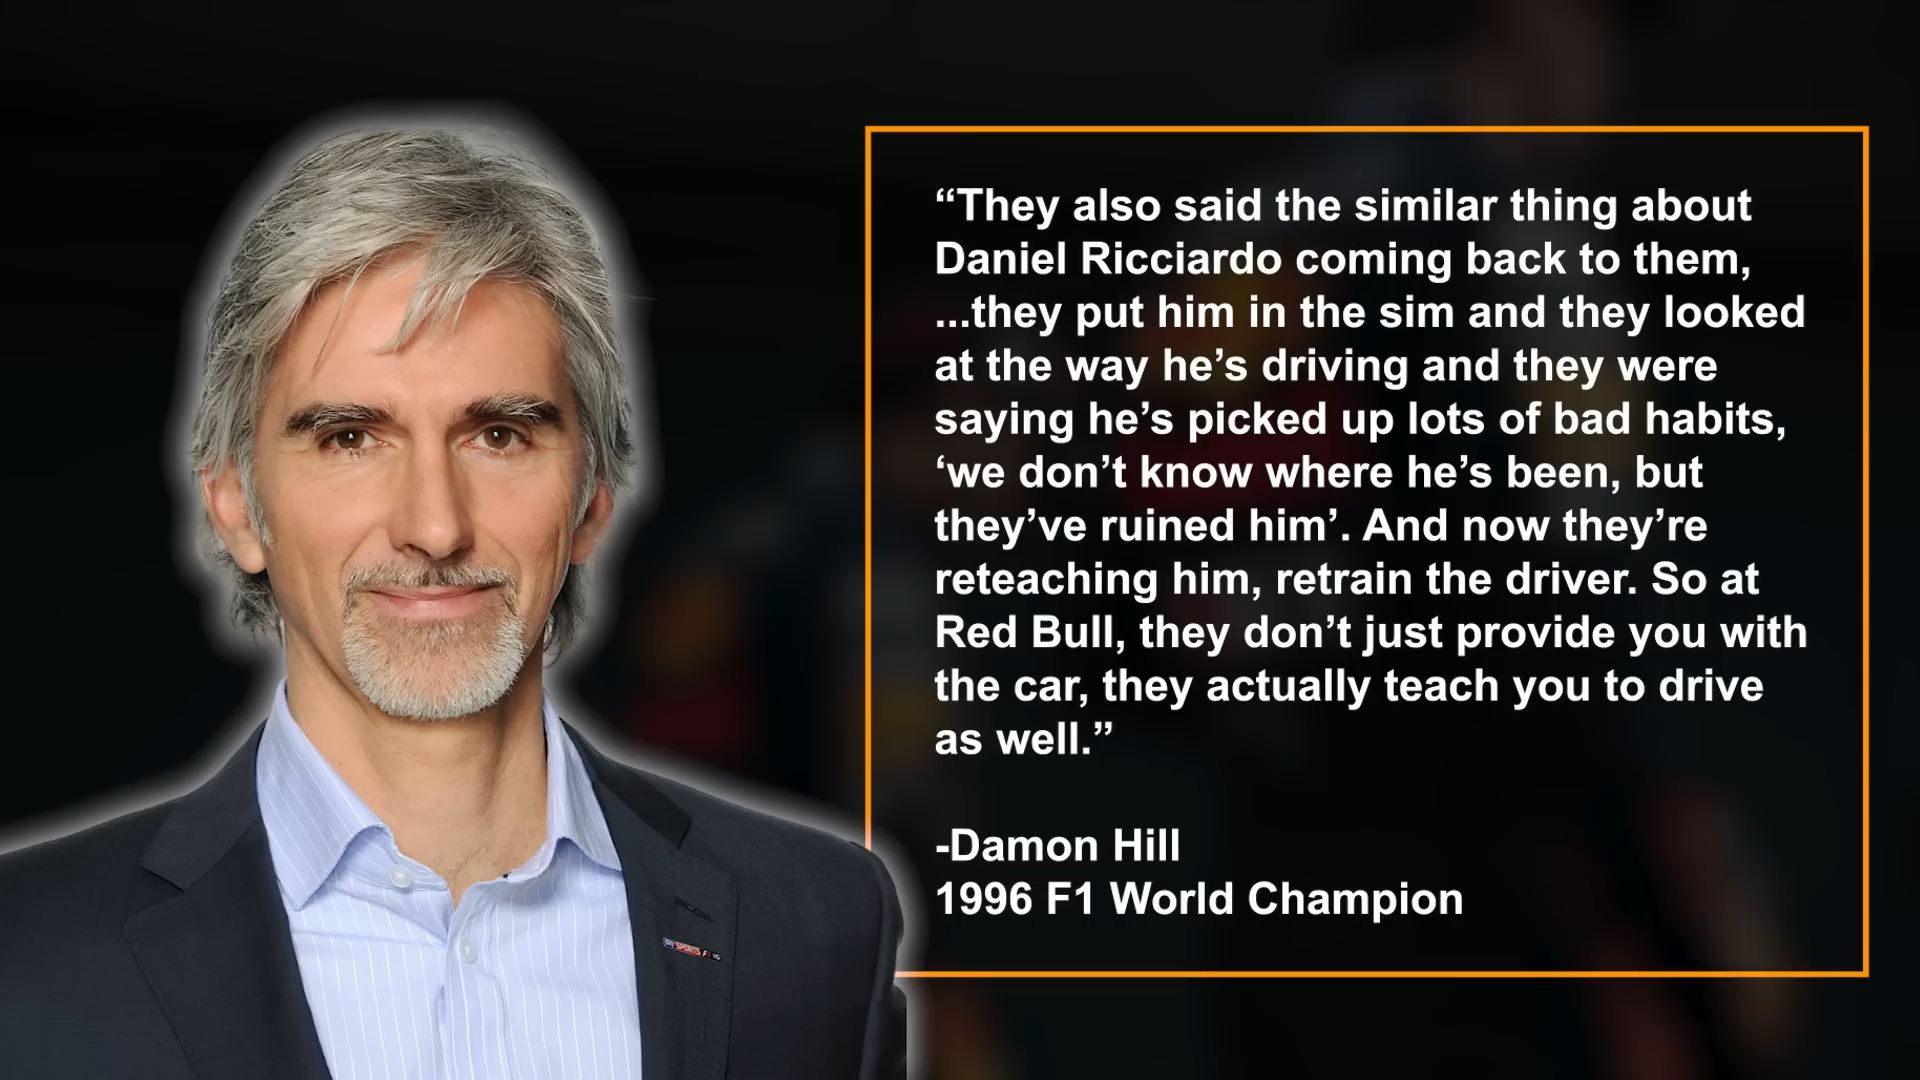 “They also said the similar thing about
Daniel Ricciardo coming back to them,
...they put him in the sim and they looked
at the way he’s driving and they were
saying he’s picked up lots of bad habits,
‘we don’t know where he’s been, but
they’ve ruined him’. And now they’re
reteaching him, retrain the driver. So at
Red Bull, they don’t just provide you with
the car, they actually teach you to drive
as well.”
-Damon Hill
1996 F1 World Champion
sky SPORTS F1 HD